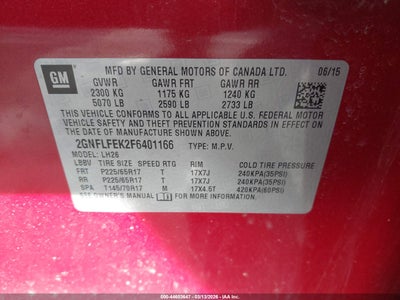 GM
MFD BY GENERAL MOTORS OF CANADA LTD. 06/15
GVWR GAWR FRT GAWR RR
2300 KG 1175 KG 1240 KG
5070 LB 2590 LB 2733 LB
THIS VEHICLE CONFORMS TO ALL APPLICABLE U.S. FEDERAL MOTOR
VEHICLE SAFETY AND THEFT PREVENTION STANDARDS IN EFFECT ON
THE DATE OF MANUFACTURE SHOWN ABOVE.
2GNFLFEK2F6401166 TYPE: M.P.V.
MODEL: LH26
TIRE SIZE SPEED RTG RIM COLD TIRE PRESSURE
FRT P225/65R17 T 17X7J 240KPA(35PSI)
RR P225/65R17 T 17X7J 240KPA(35PSI)
SPA T145/70R17 M 17X4.5T 420KPA(60PSI)
SEE OWNER'S MANUAL FOR ADDITIONAL INFORMATION.
ID: 000-44603647 - 03/13/2026 - IAA Inc.